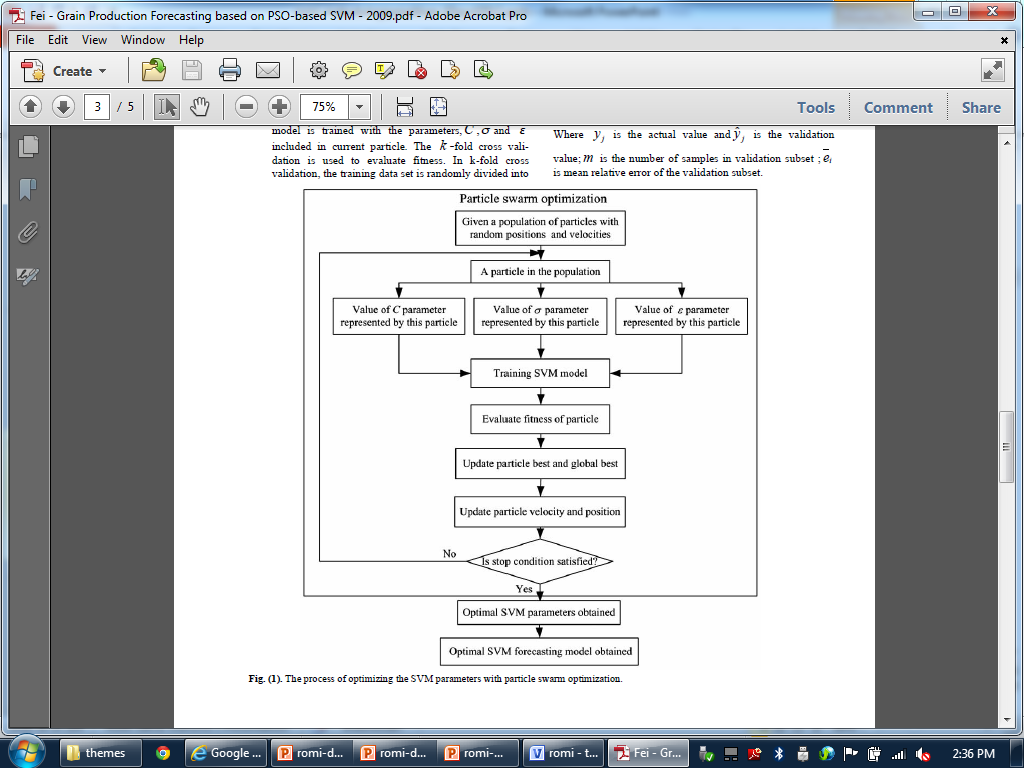 Fei - Grain Production Forecasting based on PSO-based SVM - 2009.pdf - Adobe Acrobat Pro
File Edit View Window Help
Create
3 / 5 75% Tools Comment Share
model is trained with the parameters, C , σ and ε
included in current particle. The k -fold cross vali-
dation is used to evaluate fitness. In k-fold cross
validation, the training data set is randomly divided into
Where yj is the actual value and ŷj is the validation
value; m is the number of samples in validation subset ; ēi
is mean relative error of the validation subset.
Particle swarm optimization
Given a population of particles with
random positions and velocities
A particle in the population
Value of C parameter
represented by this particle
Value of σ parameter
represented by this particle
Value of ε parameter
represented by this particle
Training SVM model
Evaluate fitness of particle
Update particle best and global best
Update particle velocity and position
No
Is stop condition satisfied?
Yes
Optimal SVM parameters obtained
Optimal SVM forecasting model obtained
Fig. (1). The process of optimizing the SVM parameters with particle swarm optimization.
themes Google ... romi-d... romi-d... romi-... romi - t... Fei - Gr... 2:36 PM